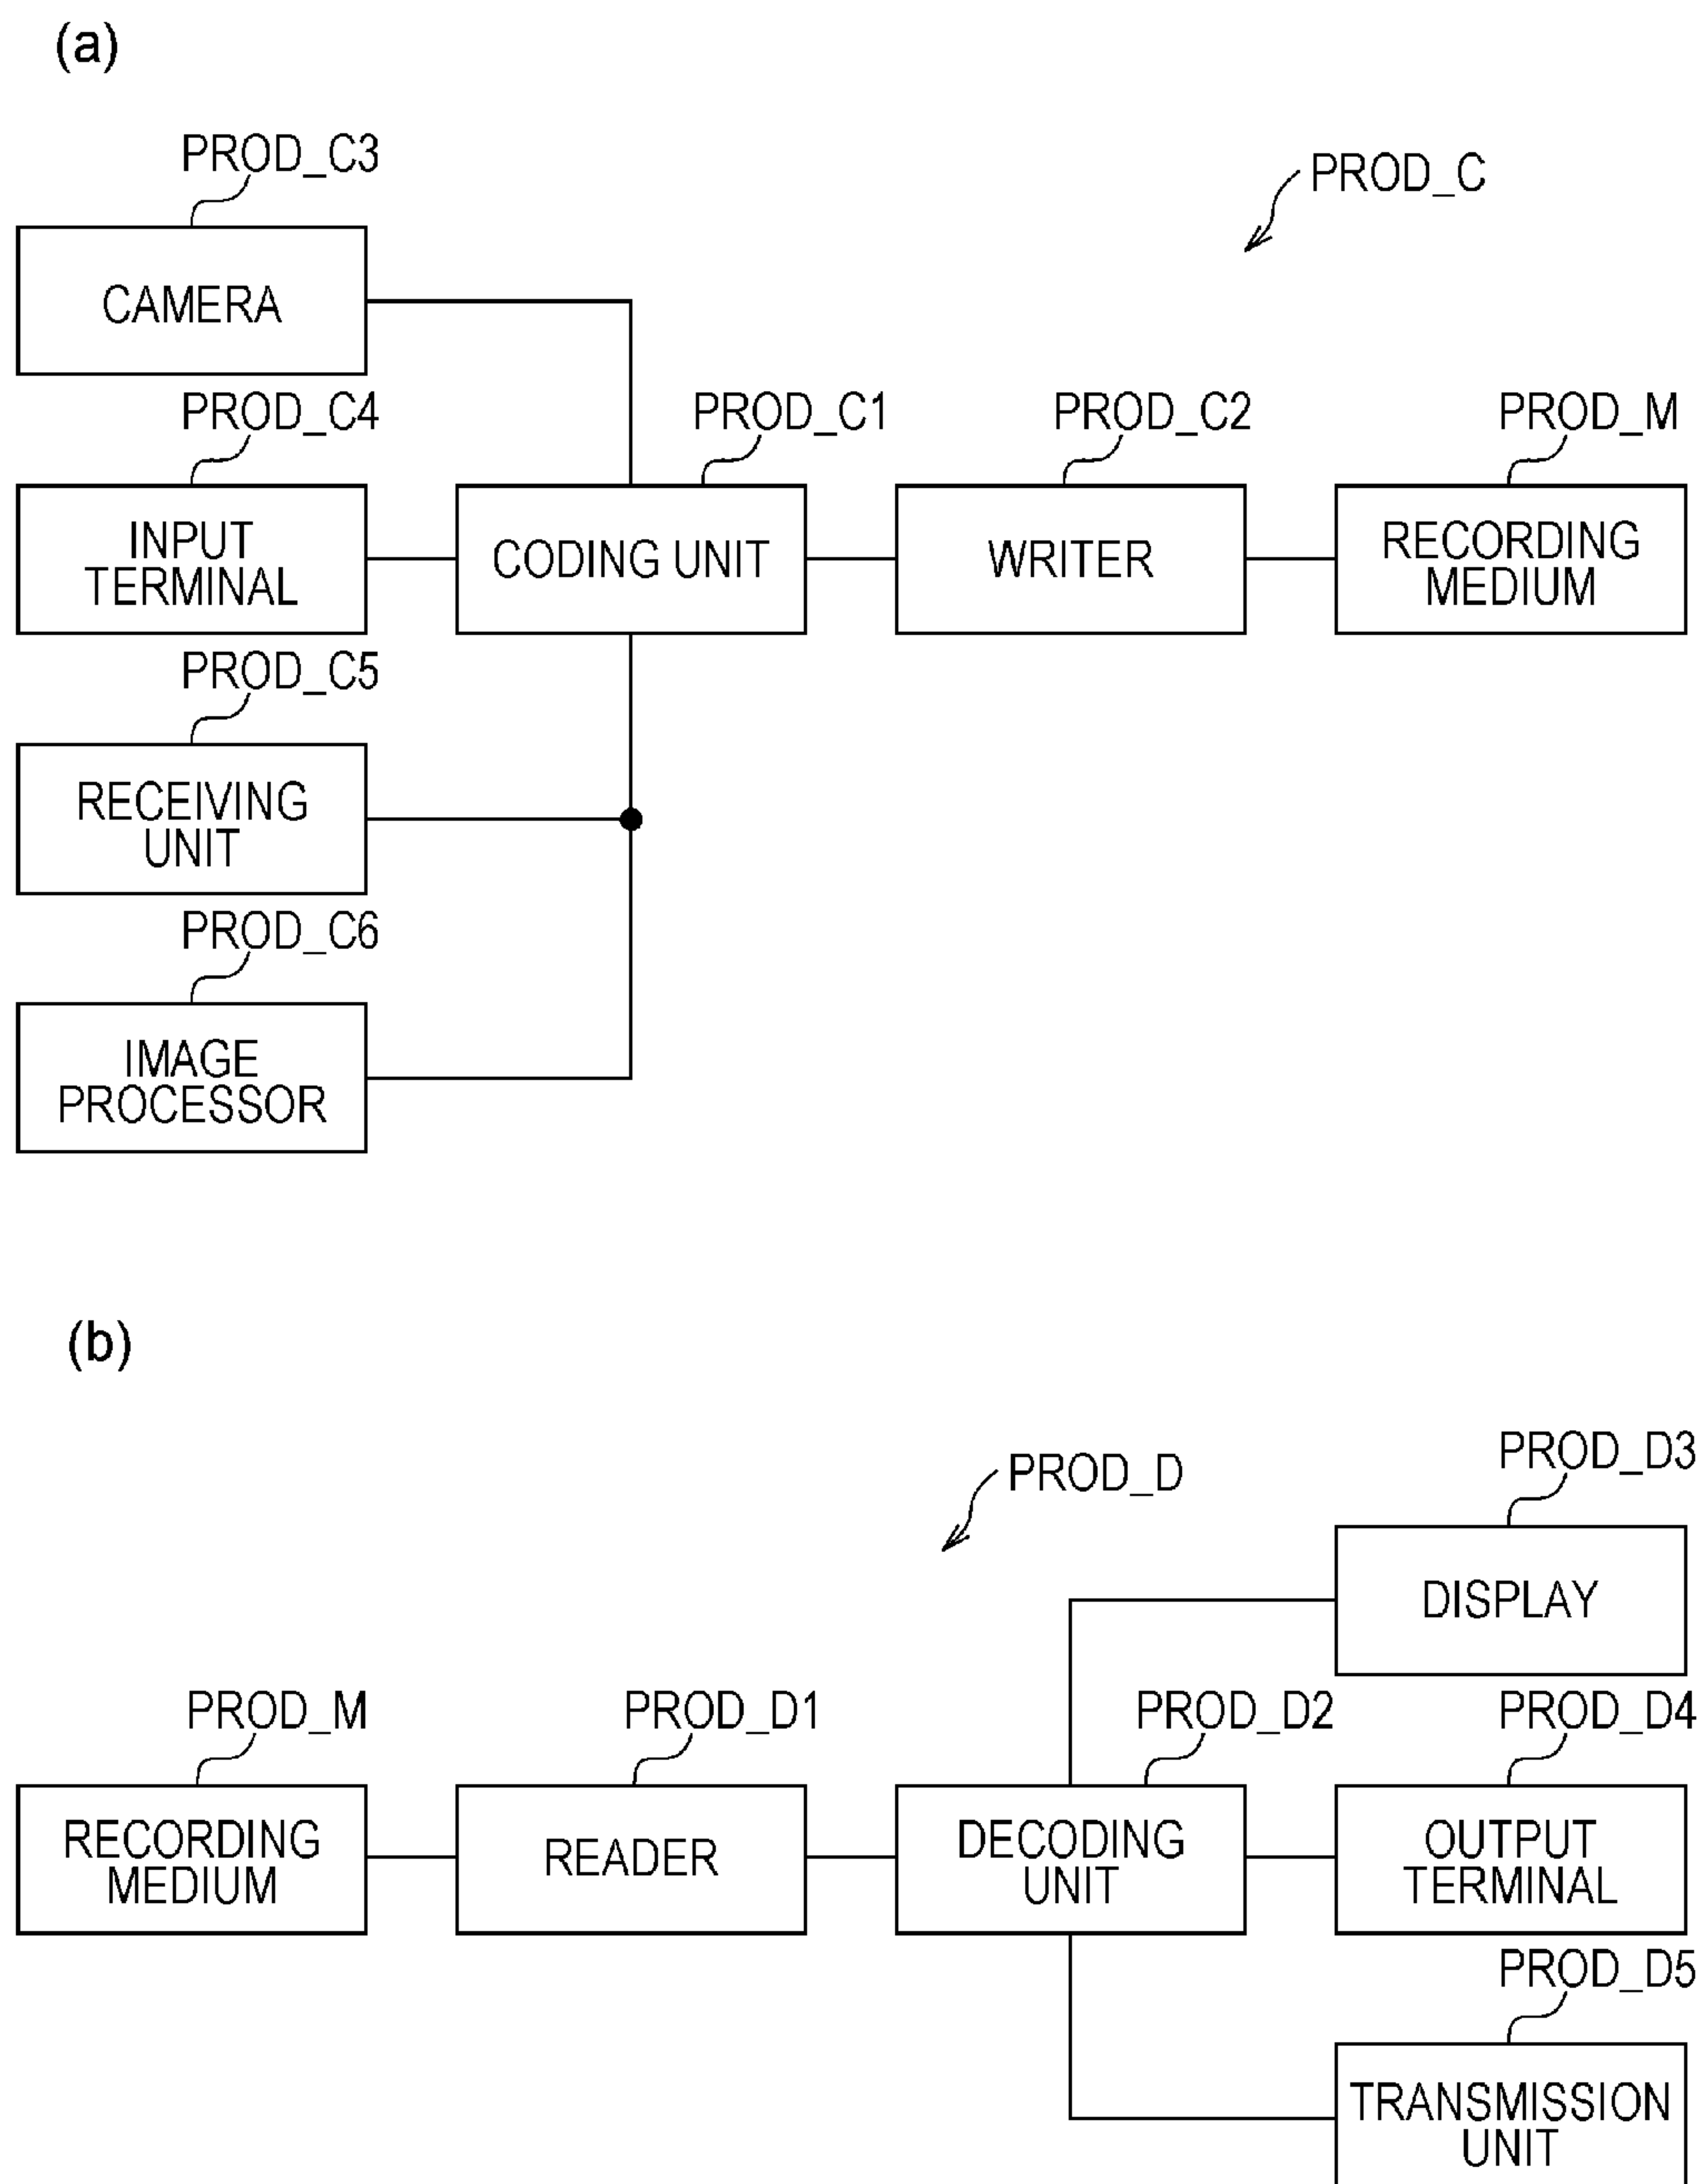 (a)
PROD_C3
PROD_C
CAMERA
PROD_C4
PROD_C1
PROD_C2
PROD_M
INPUT
TERMINAL
CODING UNIT
WRITER
RECORDING
MEDIUM
PROD_C5
RECEIVING
UNIT
PROD_C6
IMAGE
PROCESSOR
(b)
PROD_D3
PROD_D
DISPLAY
PROD_M
PROD_D1
PROD_D2
PROD_D4
RECORDING
MEDIUM
READER
DECODING
UNIT
OUTPUT
TERMINAL
PROD_D5
TRANSMISSION
UNIT